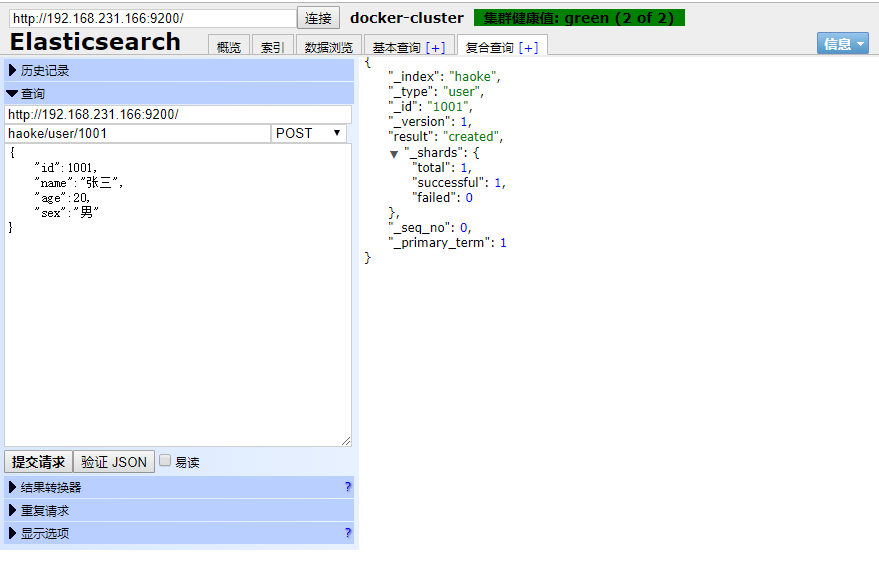 http://192.168.231.166:9200/ 连接 docker-cluster 集群健康值: green (2 of 2)
Elasticsearch 概览 索引 数据浏览 基本查询 [+] 复合查询 [+] 信息
历史记录
查询
http://192.168.231.166:9200/
haoke/user/1001 POST
{
"id":1001,
"name":"张三",
"age":20,
"sex":"男"
}
提交请求 验证 JSON 易读
结果转换器 ?
重复请求
显示选项 ?
{
"_index": "haoke",
"_type": "user",
"_id": "1001",
"_version": 1,
"result": "created",
"_shards": {
"total": 1,
"successful": 1,
"failed": 0
},
"_seq_no": 0,
"_primary_term": 1
}